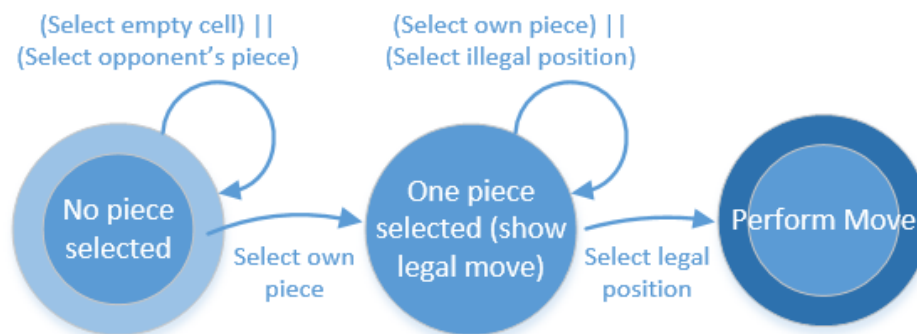 (Select empty cell) ||
(Select opponent’s piece)
(Select own piece) ||
(Select illegal position)
No piece
selected
Select own
piece
One piece
selected (show
legal move)
Select legal
position
Perform Move